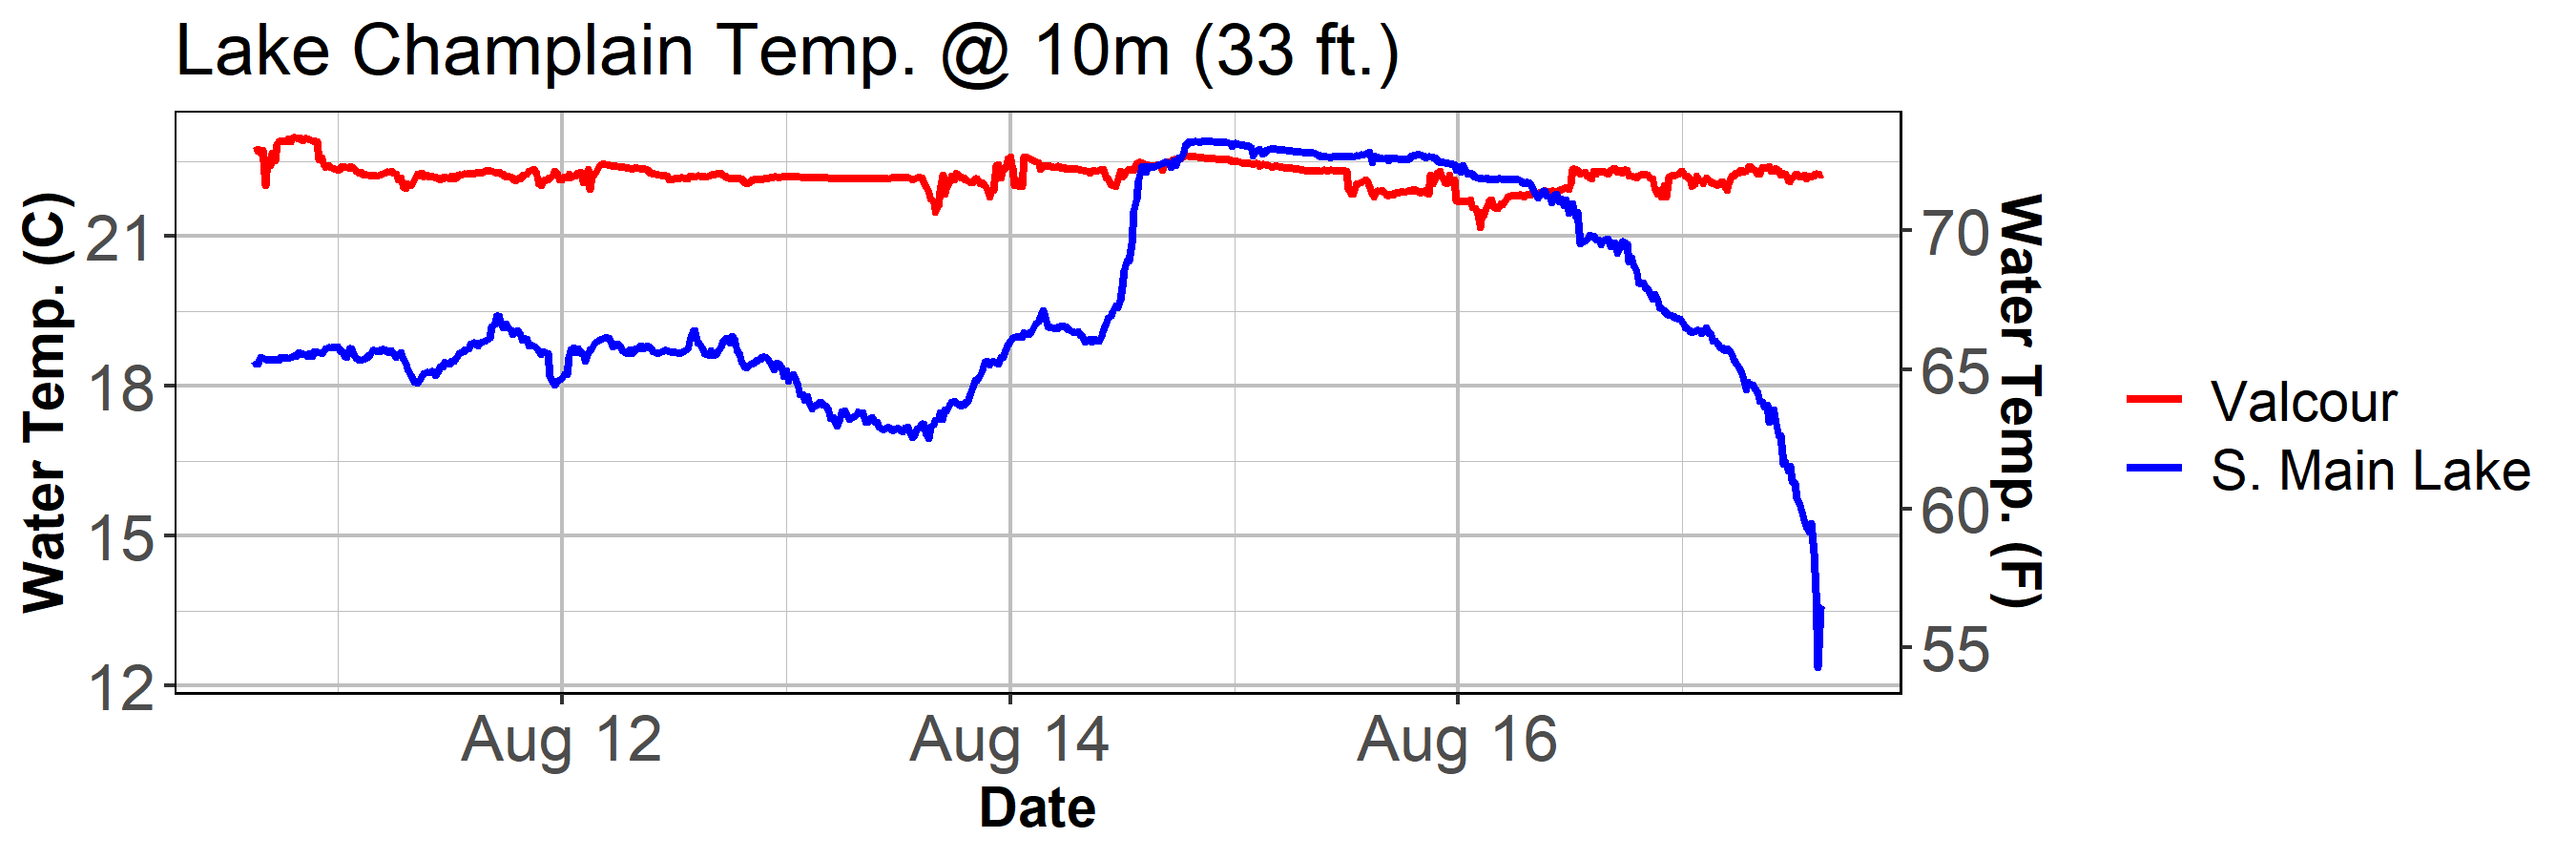 Lake Champlain Temp. @ 10m (33 ft.)
Water Temp. (C)
21
18
15
12
70
65
60
55
Water Temp. (F)
Aug 12
Aug 14
Aug 16
Date
Valcour
S. Main Lake